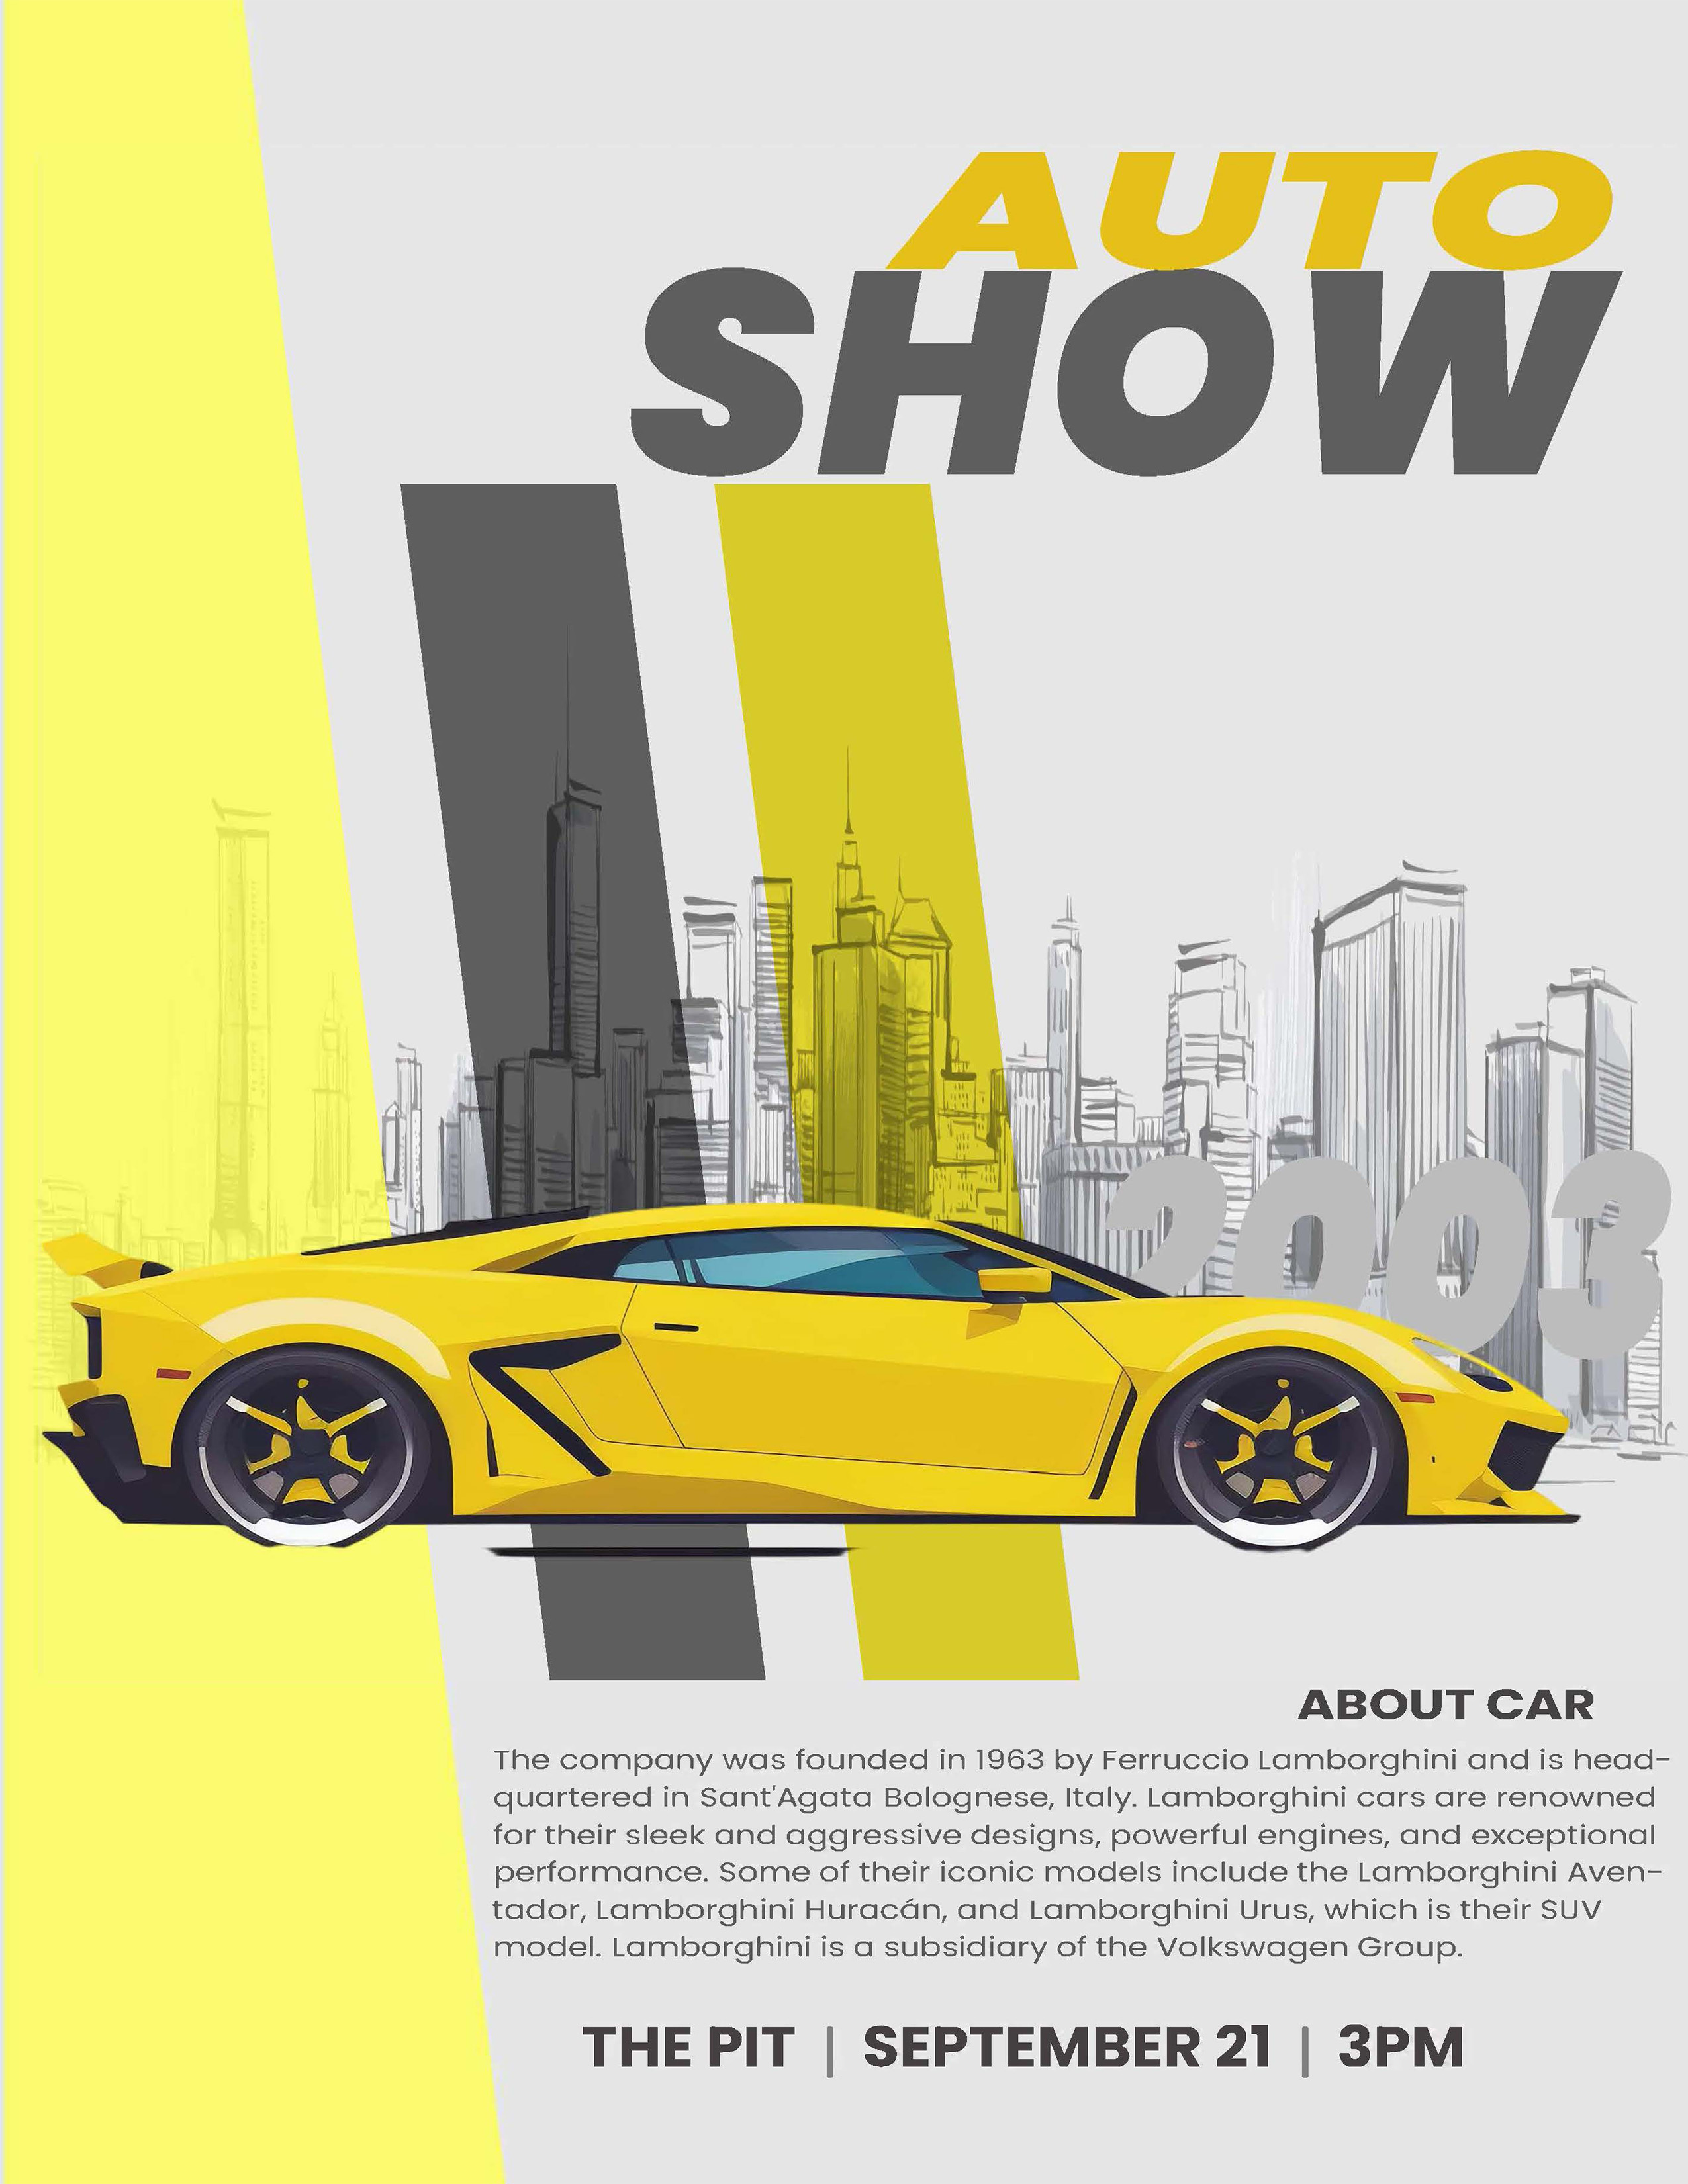 AUTO
SHOW
2003
ABOUT CAR
The company was founded in 1963 by Ferruccio Lamborghini and is head-
quartered in Sant'Agata Bolognese, Italy. Lamborghini cars are renowned
for their sleek and aggressive designs, powerful engines, and exceptional
performance. Some of their iconic models include the Lamborghini Aven-
tador, Lamborghini Huracán, and Lamborghini Urus, which is their SUV
model. Lamborghini is a subsidiary of the Volkswagen Group.
THE PIT | SEPTEMBER 21 | 3PM